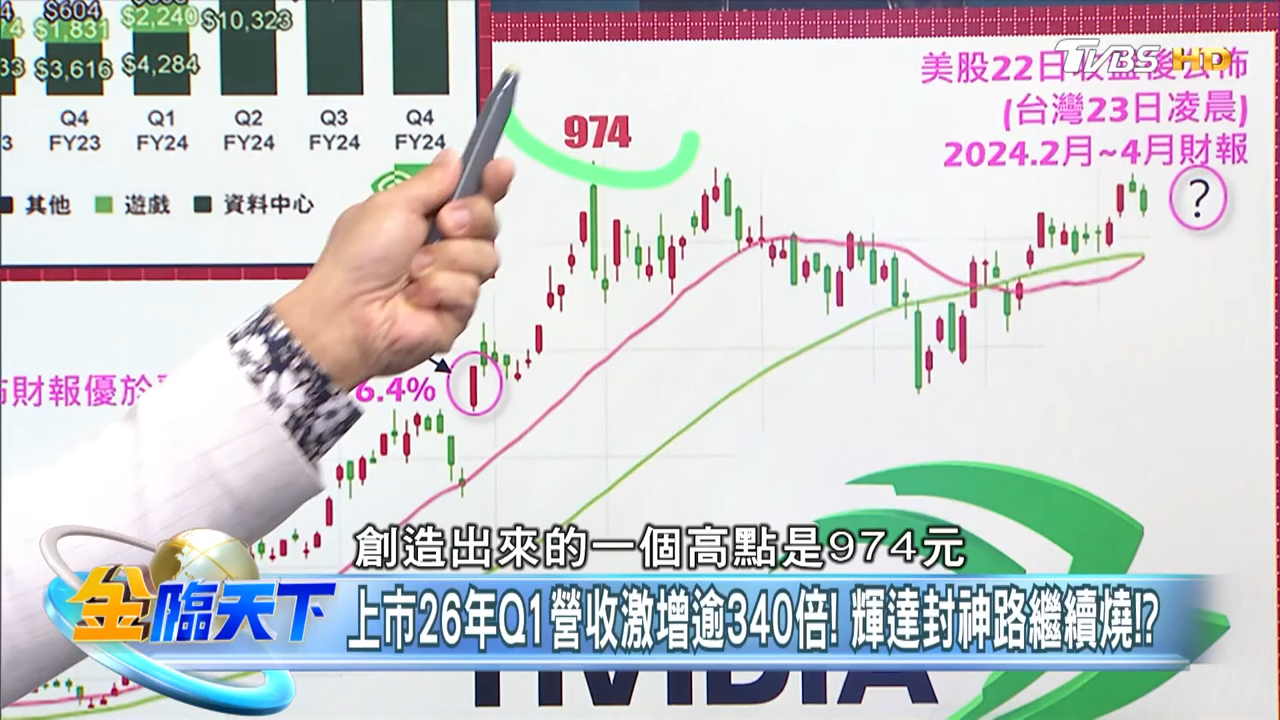 $604
$1,831
$2,240
$10,323
$3,616
$4,284
Q4
Q1
Q2
Q3
Q4
FY23
FY24
FY24
FY24
FY24
其他
遊戲
資料中心
TVBS HD
美股22日收盤後公佈
(台灣23日凌晨)
2024.2月~4月財報
?
974
財報優於
6.4%
創造出來的一個高點是974元
金臨天下
上市26年Q1營收激增逾340倍! 輝達封神路繼續燒!?
NVIDIA